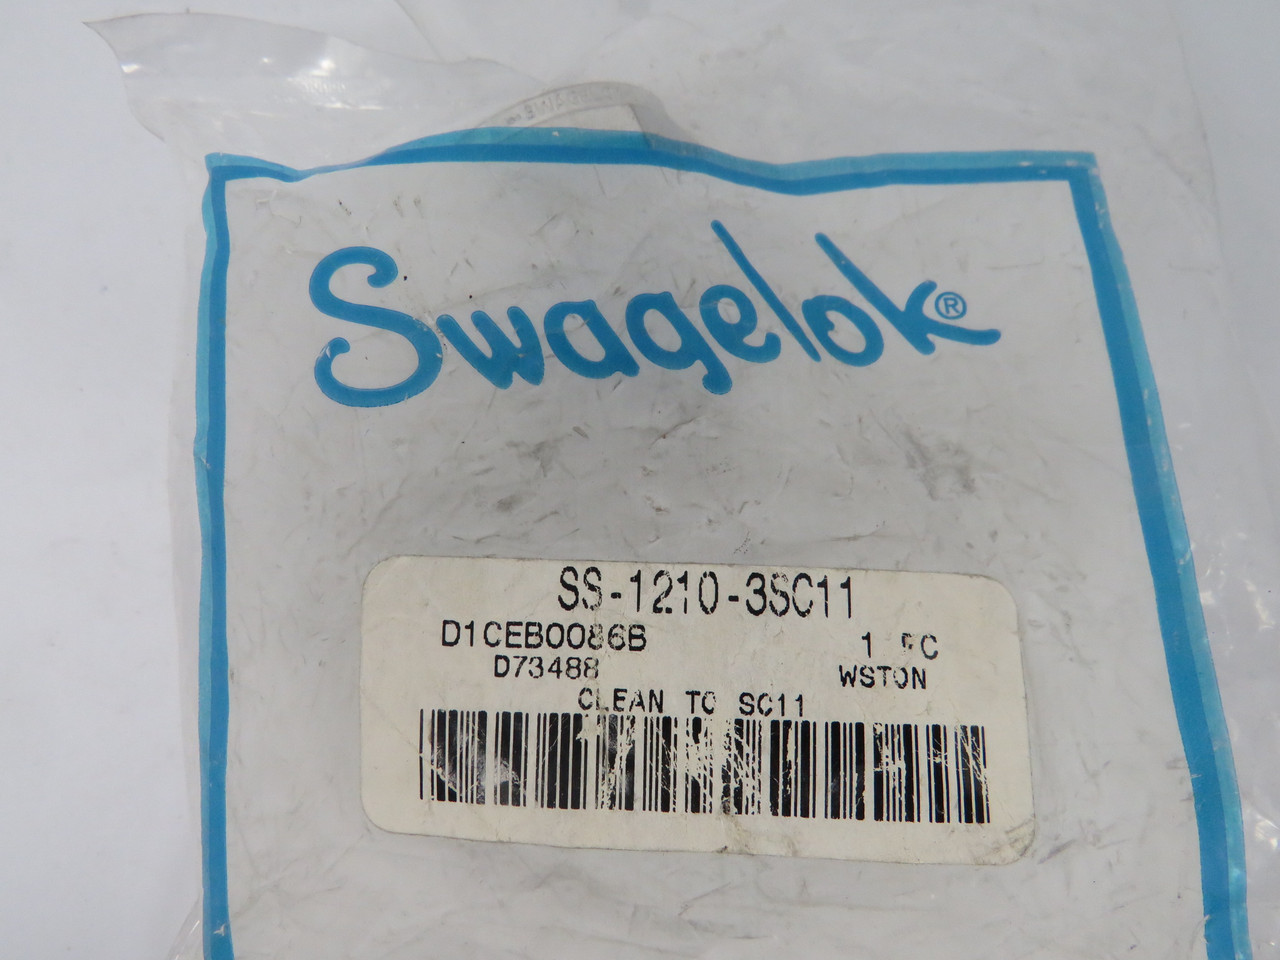 Swagelok®
SS-1210-3SC11
D1CEB0086B 1 PC
D73488 WSTON
CLEAN TO SC11